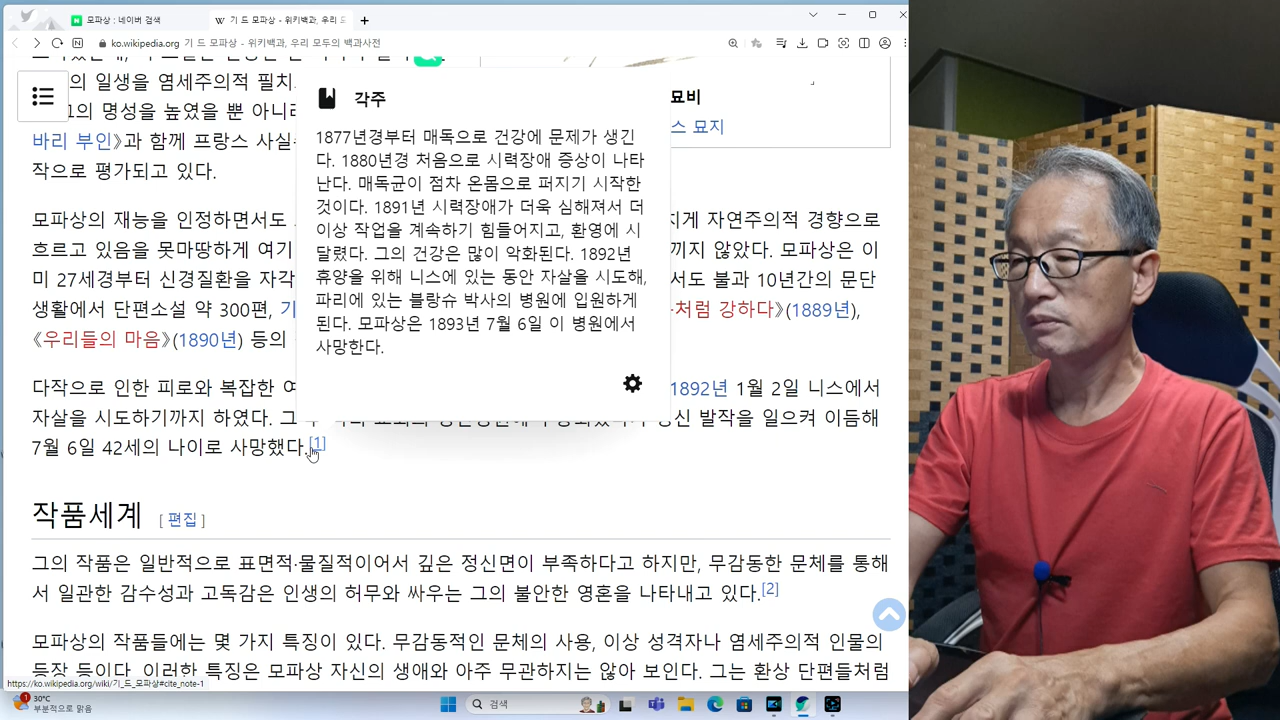 모파상 : 네이버 검색
기 드 모파상 - 위키백과, 우리 모
ko.wikipedia.org 기 드 모파상 - 위키백과, 우리 모두의 백과사전
의 일생을 염세주의적 필치
1의 명성을 높였을 뿐 아니
바리 부인》과 함께 프랑스 사실
작으로 평가되고 있다.
묘비
스 묘지
각주
1877년경부터 매독으로 건강에 문제가 생긴
다. 1880년경 처음으로 시력장애 증상이 나타
난다. 매독균이 점차 온몸으로 퍼지기 시작한
것이다. 1891년 시력장애가 더욱 심해져서 더
이상 작업을 계속하기 힘들어지고, 환영에 시
달렸다. 그의 건강은 많이 악화된다. 1892년
휴양을 위해 니스에 있는 동안 자살을 시도해,
파리에 있는 블랑슈 박사의 병원에 입원하게
된다. 모파상은 1893년 7월 6일 이 병원에서
사망한다.
모파상의 재능을 인정하면서도 치게 자연주의적 경향으로
흐르고 있음을 못마땅하게 여기 끼지 않았다. 모파상은 이
미 27세경부터 신경질환을 자각 서도 불과 10년간의 문단
생활에서 단편소설 약 300편, 기 처럼 강하다》(1889년),
《우리들의 마음》(1890년) 등의
다작으로 인한 피로와 복잡한 여 1892년 1월 2일 니스에서
자살을 시도하기까지 하였다. 그 발작을 일으켜 이듬해
7월 6일 42세의 나이로 사망했다.[1]
작품세계 [ 편집 ]
그의 작품은 일반적으로 표면적·물질적이어서 깊은 정신면이 부족하다고 하지만, 무감동한 문체를 통해
서 일관한 감수성과 고독감은 인생의 허무와 싸우는 그의 불안한 영혼을 나타내고 있다.[2]
모파상의 작품들에는 몇 가지 특징이 있다. 무감동적인 문체의 사용, 이상 성격자나 염세주의적 인물의
등장 등이다. 이러한 특징은 모파상 자신의 생애와 아주 무관하지는 않아 보인다. 그는 환상 단편들처럼
https://ko.wikipedia.org/wiki/기_드_모파상#cite_note-1
1
30°C
부분적으로 맑음
검색